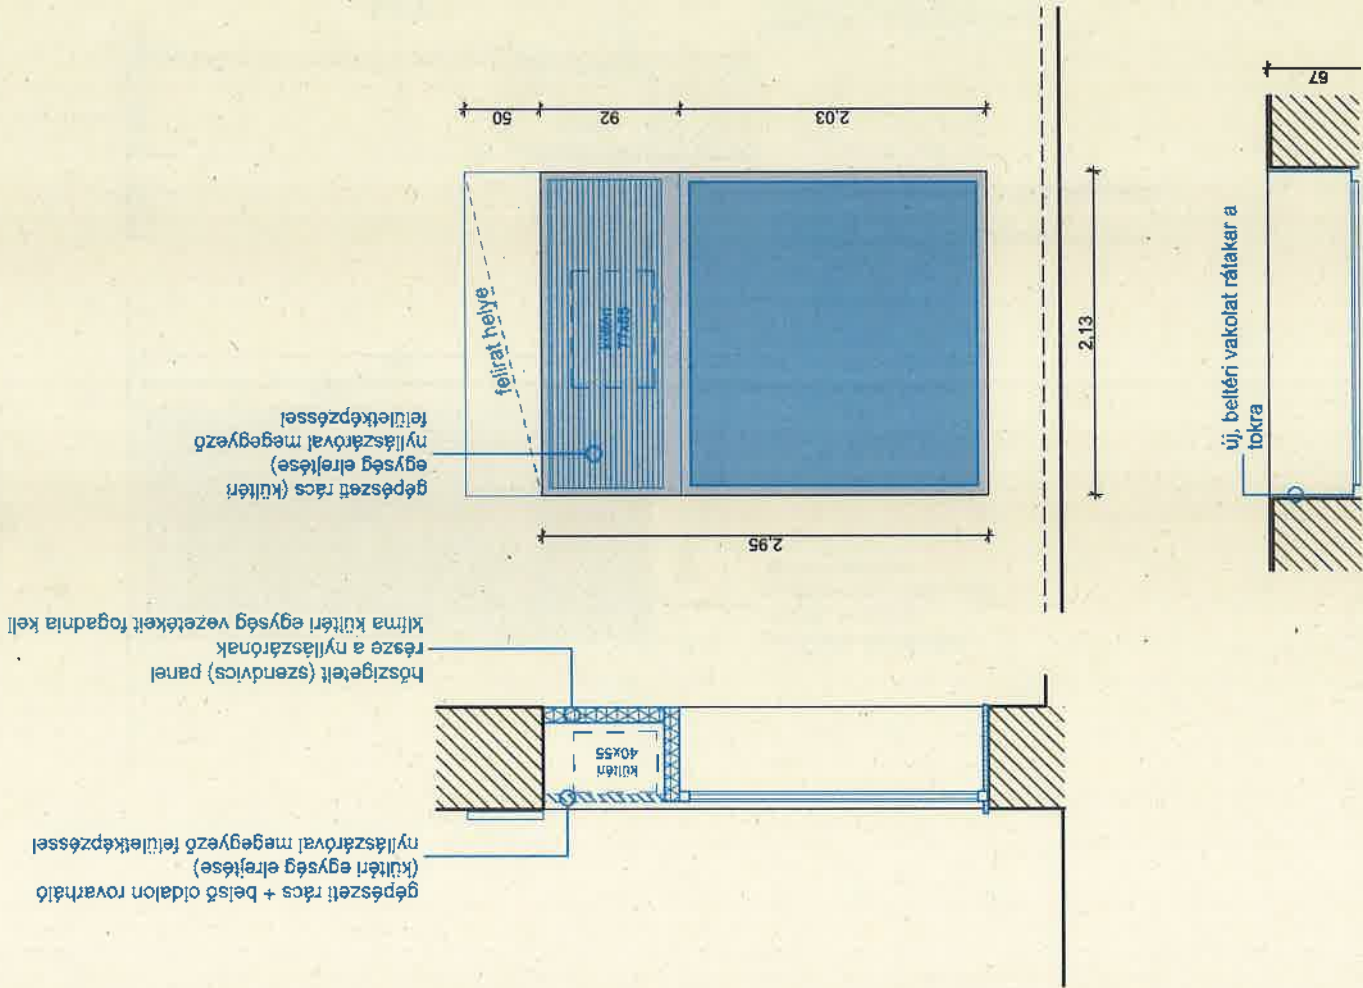 gépészeti rács + belső oldalon rovarháló
(kültéri egység elrejtése)
nyílászáróval megegyező felületképzéssel
kültéri
40x55
hőszigetelt (szendvics) panel
része a nyílászárónak
klíma kültéri egység vezetékeit fogadnia kell
2,95
gépészeti rács (kültéri
egység elrejtése)
nyílászáróval megegyező
felületképzéssel
felirat helye
kültéri
77x65
2,13
2,03
92
50
új, beltéri vakolat rátakar a
tokra
67